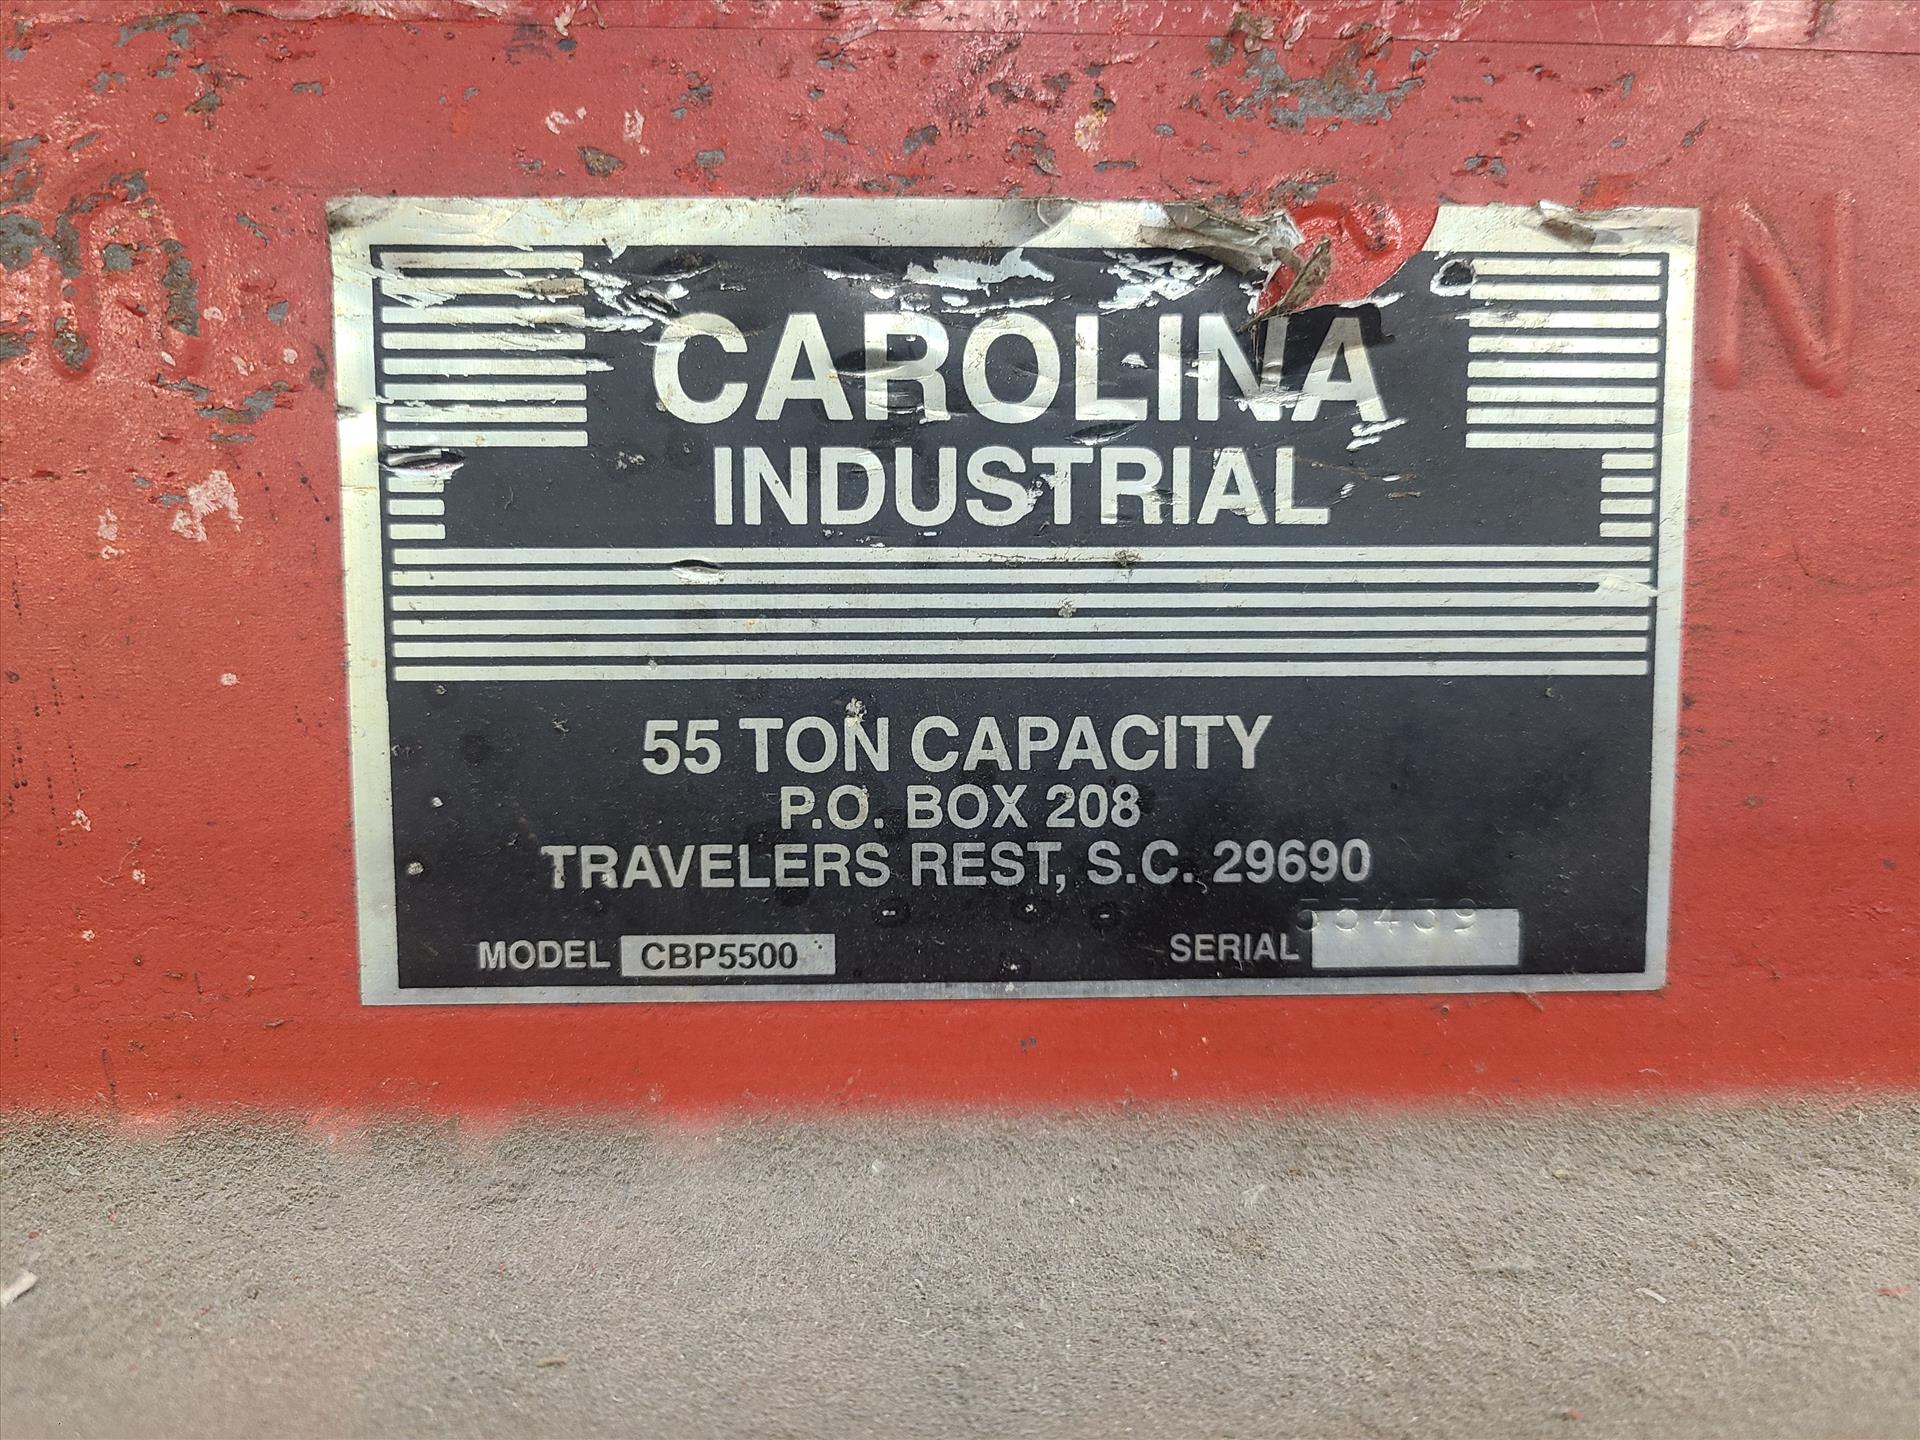 CAROLINA
INDUSTRIAL
55 TON CAPACITY
P.O. BOX 208
TRAVELERS REST, S.C. 29690
MODEL CBP5500
SERIAL
N